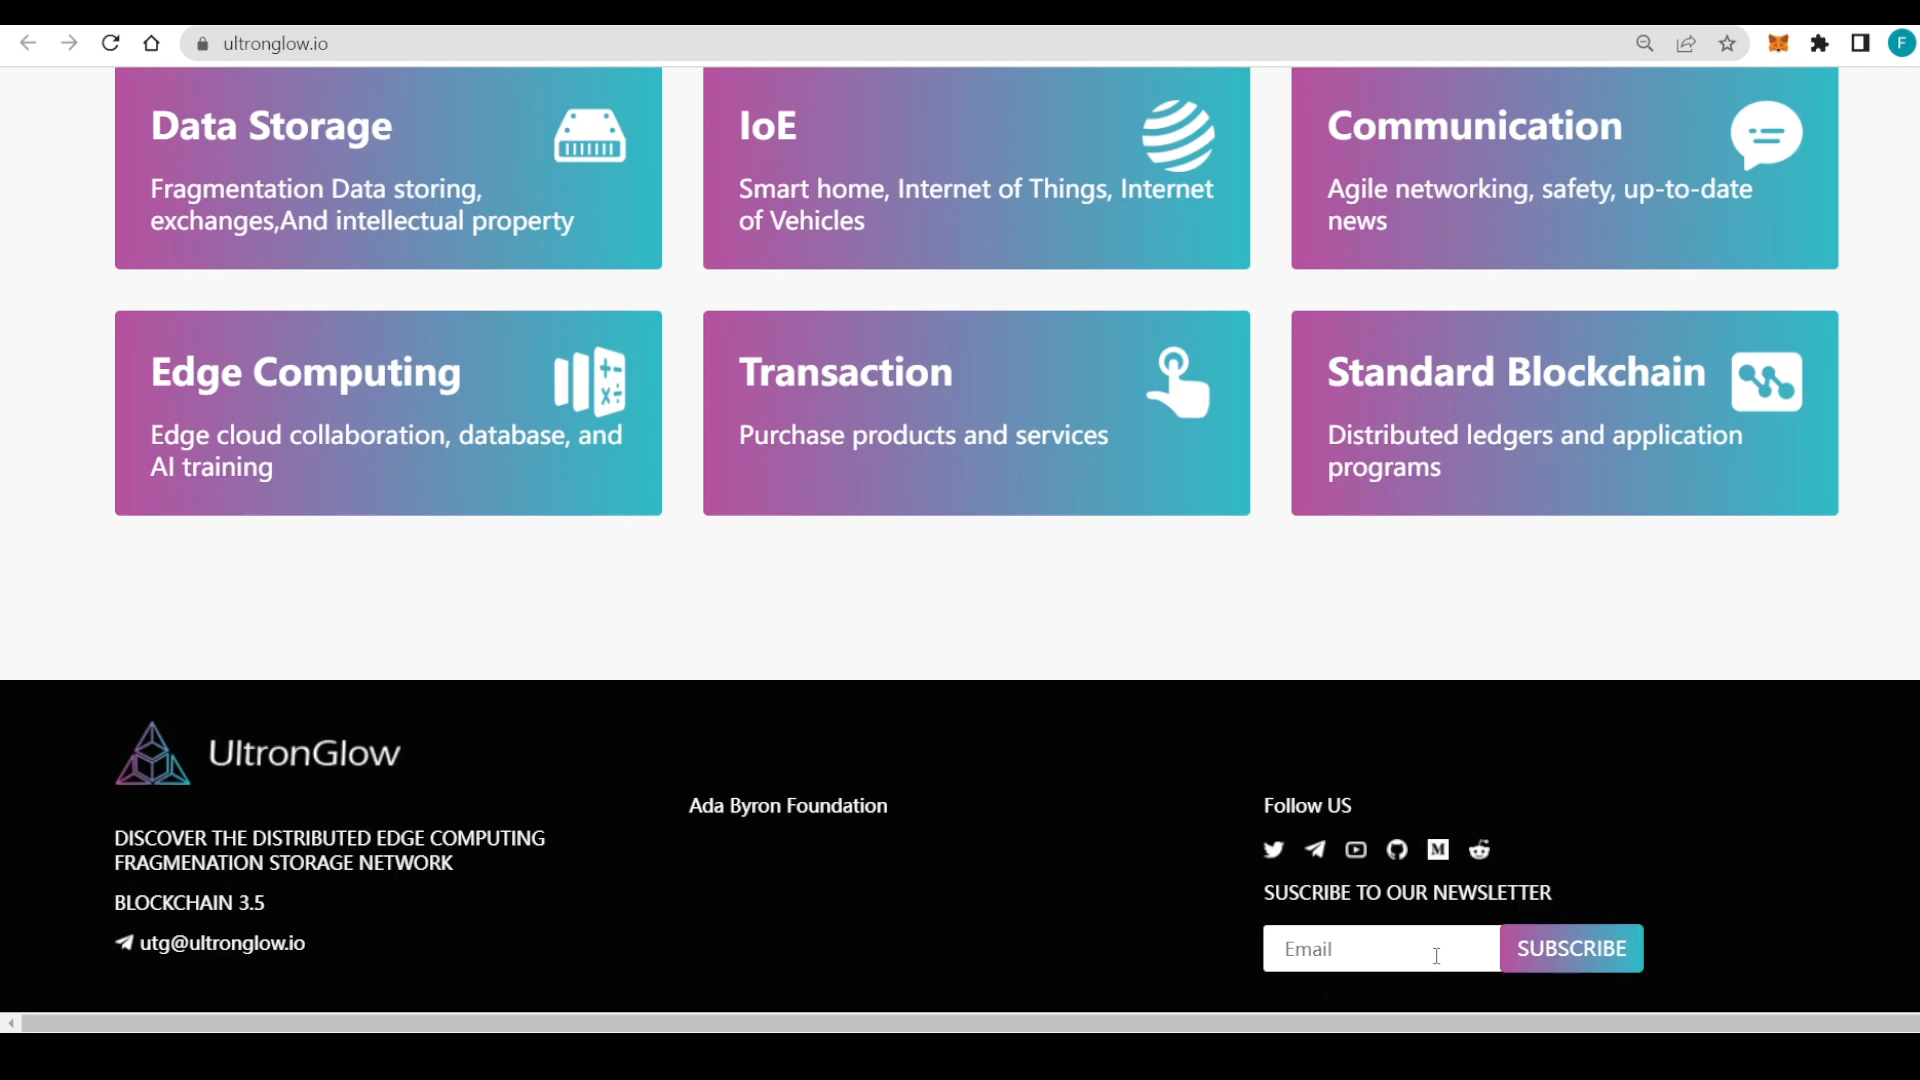 ultronglow.io
F
Data Storage
Fragmentation Data storing,
exchanges,And intellectual property
IoE
Smart home, Internet of Things, Internet
of Vehicles
Communication
Agile networking, safety, up-to-date
news
Edge Computing
Edge cloud collaboration, database, and
AI training
Transaction
Purchase products and services
Standard Blockchain
Distributed ledgers and application
programs
UltronGlow
DISCOVER THE DISTRIBUTED EDGE COMPUTING
FRAGMENATION STORAGE NETWORK
BLOCKCHAIN 3.5
utg@ultronglow.io
Ada Byron Foundation
Follow US
M
SUSCRIBE TO OUR NEWSLETTER
Email
SUBSCRIBE